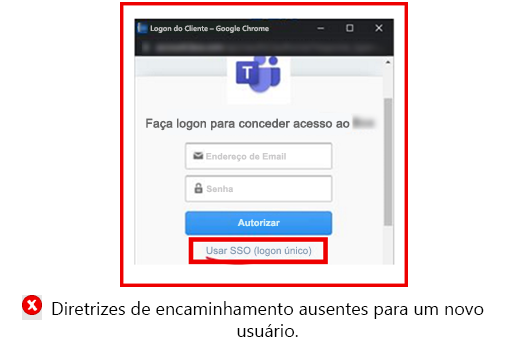 Logon do Cliente – Google Chrome
T
Faça logon para conceder acesso ao
Endereço de Email
Senha
Autorizar
Usar SSO (logon único)
Diretrizes de encaminhamento ausentes para um novo
usuário.